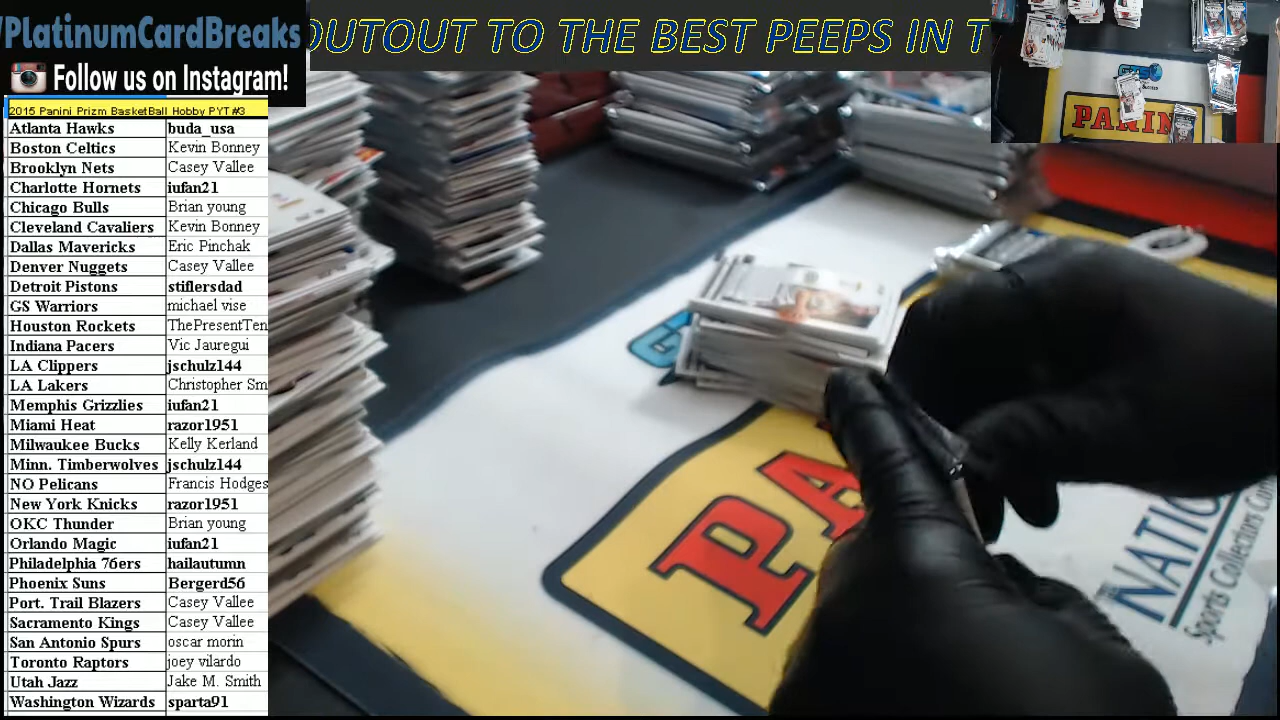 /PlatinumCardBreaks
OUTOUT TO THE BEST PEEPS IN T
Follow us on Instagram!
2015 Panini Prizm BasketBall Hobby PYT #3
Atlanta Hawks buda_usa
Boston Celtics Kevin Bonney
Brooklyn Nets Casey Vallee
Charlotte Hornets iufan21
Chicago Bulls Brian young
Cleveland Cavaliers Kevin Bonney
Dallas Mavericks Eric Pinchak
Denver Nuggets Casey Vallee
Detroit Pistons stiflersdad
GS Warriors michael vise
Houston Rockets ThePresentTen
Indiana Pacers Vic Jauregui
LA Clippers jschulz144
LA Lakers Christopher Sm
Memphis Grizzlies iufan21
Miami Heat razor1951
Milwaukee Bucks Kelly Kerland
Minn. Timberwolves jschulz144
NO Pelicans Francis Hodges
New York Knicks razor1951
OKC Thunder Brian young
Orlando Magic iufan21
Philadelphia 76ers hailautumn
Phoenix Suns Bergerd56
Port. Trail Blazers Casey Vallee
Sacramento Kings Casey Vallee
San Antonio Spurs oscar morin
Toronto Raptors joey vilardo
Utah Jazz Jake M. Smith
Washington Wizards sparta91
PANIN
G
PA
THE NATIO
Sports Collectors Con